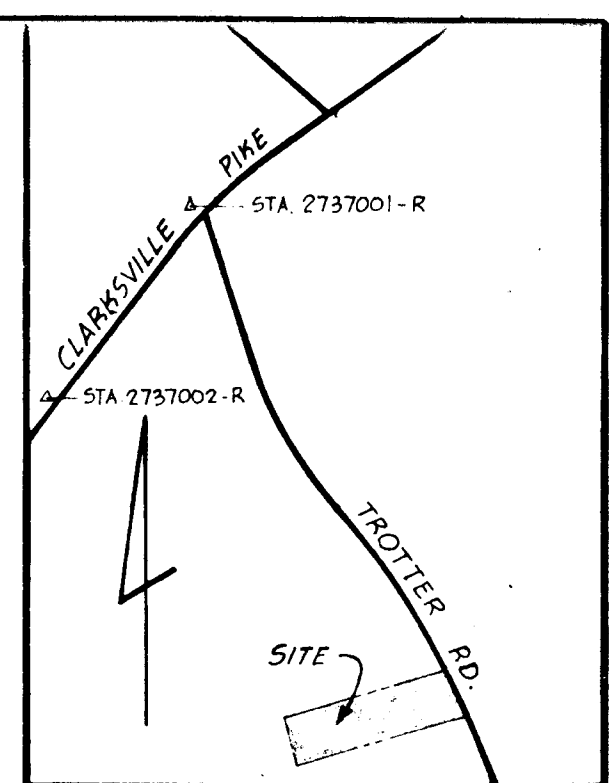 CLARKSVILLE PIKE
STA. 2737001-R
STA. 2737002-R
TROTTER RD.
SITE